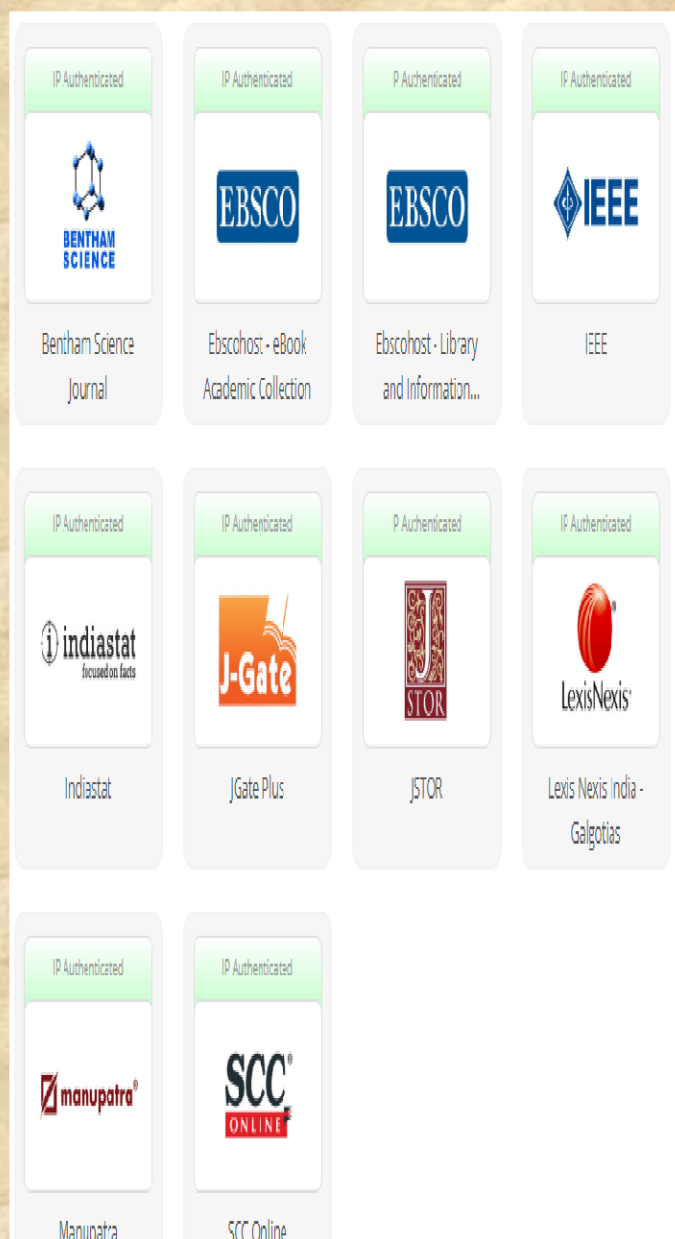 IP Authenticated
BENTHAM
SCIENCE
Bentham Science
Journal
IP Authenticated
EBSCO
Ebscohost - eBook
Academic Collection
P Authenticated
EBSCO
Ebscohost - Library
and Information...
IP Authenticated
IEEE
IEEE
IP Authenticated
indiastat
focused on facts
Indiastat
IP Authenticated
J-Gate
JGate Plus
P Authenticated
J
STOR
JSTOR
IP Authenticated
LexisNexis®
Lexis Nexis India -
Galgotias
IP Authenticated
manupatra®
Manupatra
IP Authenticated
SCC®
ONLINE
SCC Online